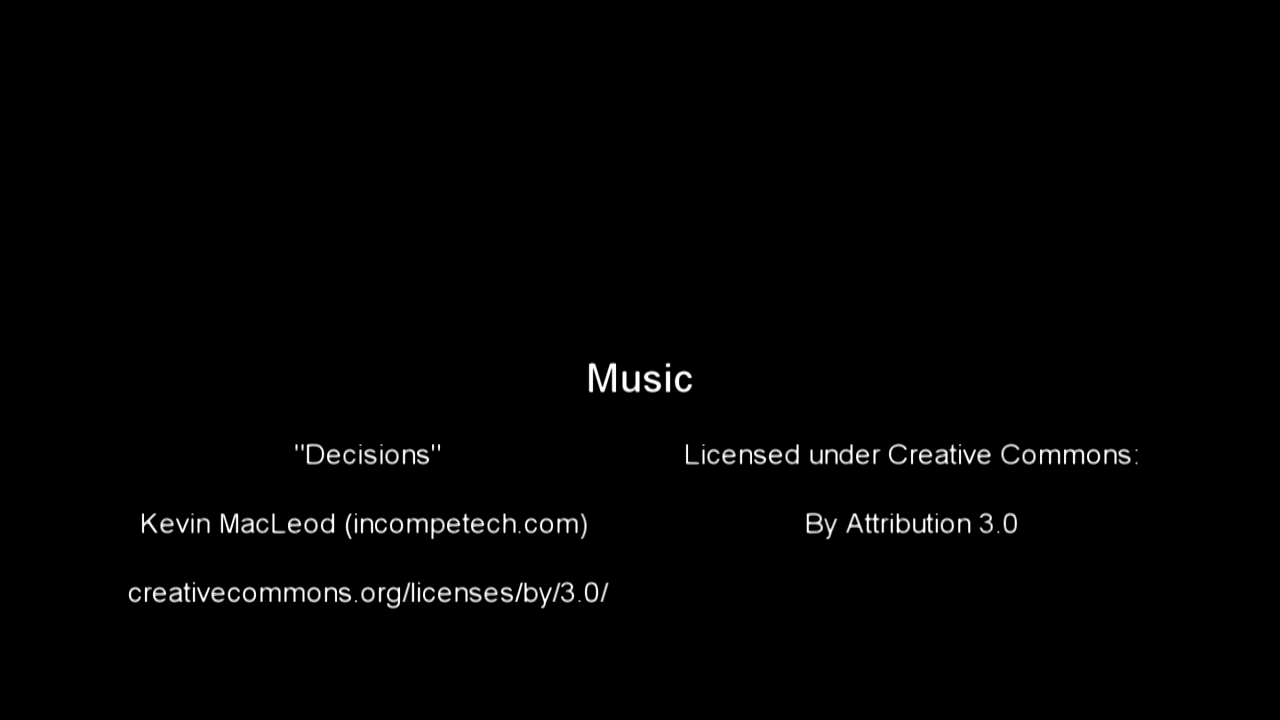 Music
"Decisions"
Licensed under Creative Commons:
Kevin MacLeod (incompetech.com)
By Attribution 3.0
creativecommons.org/licenses/by/3.0/